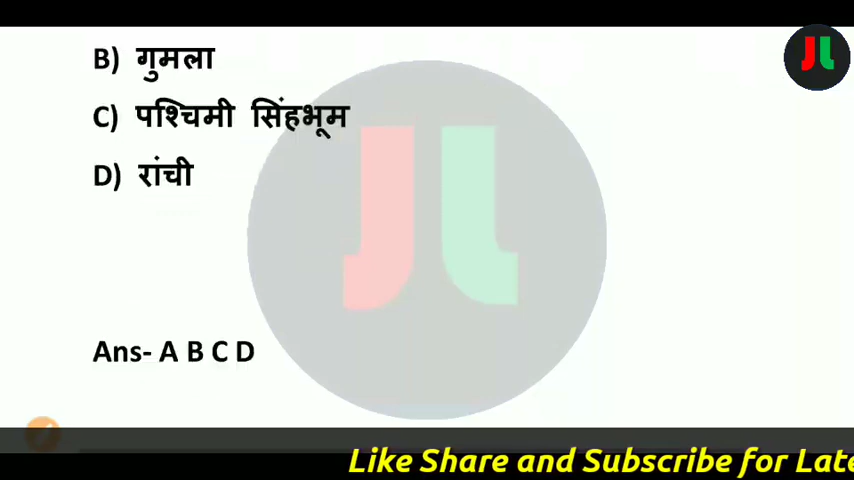 B) गुमला
C) पश्चिमी सिंहभूम
D) रांची
Ans- A B C D
Like Share and Subscribe for Late